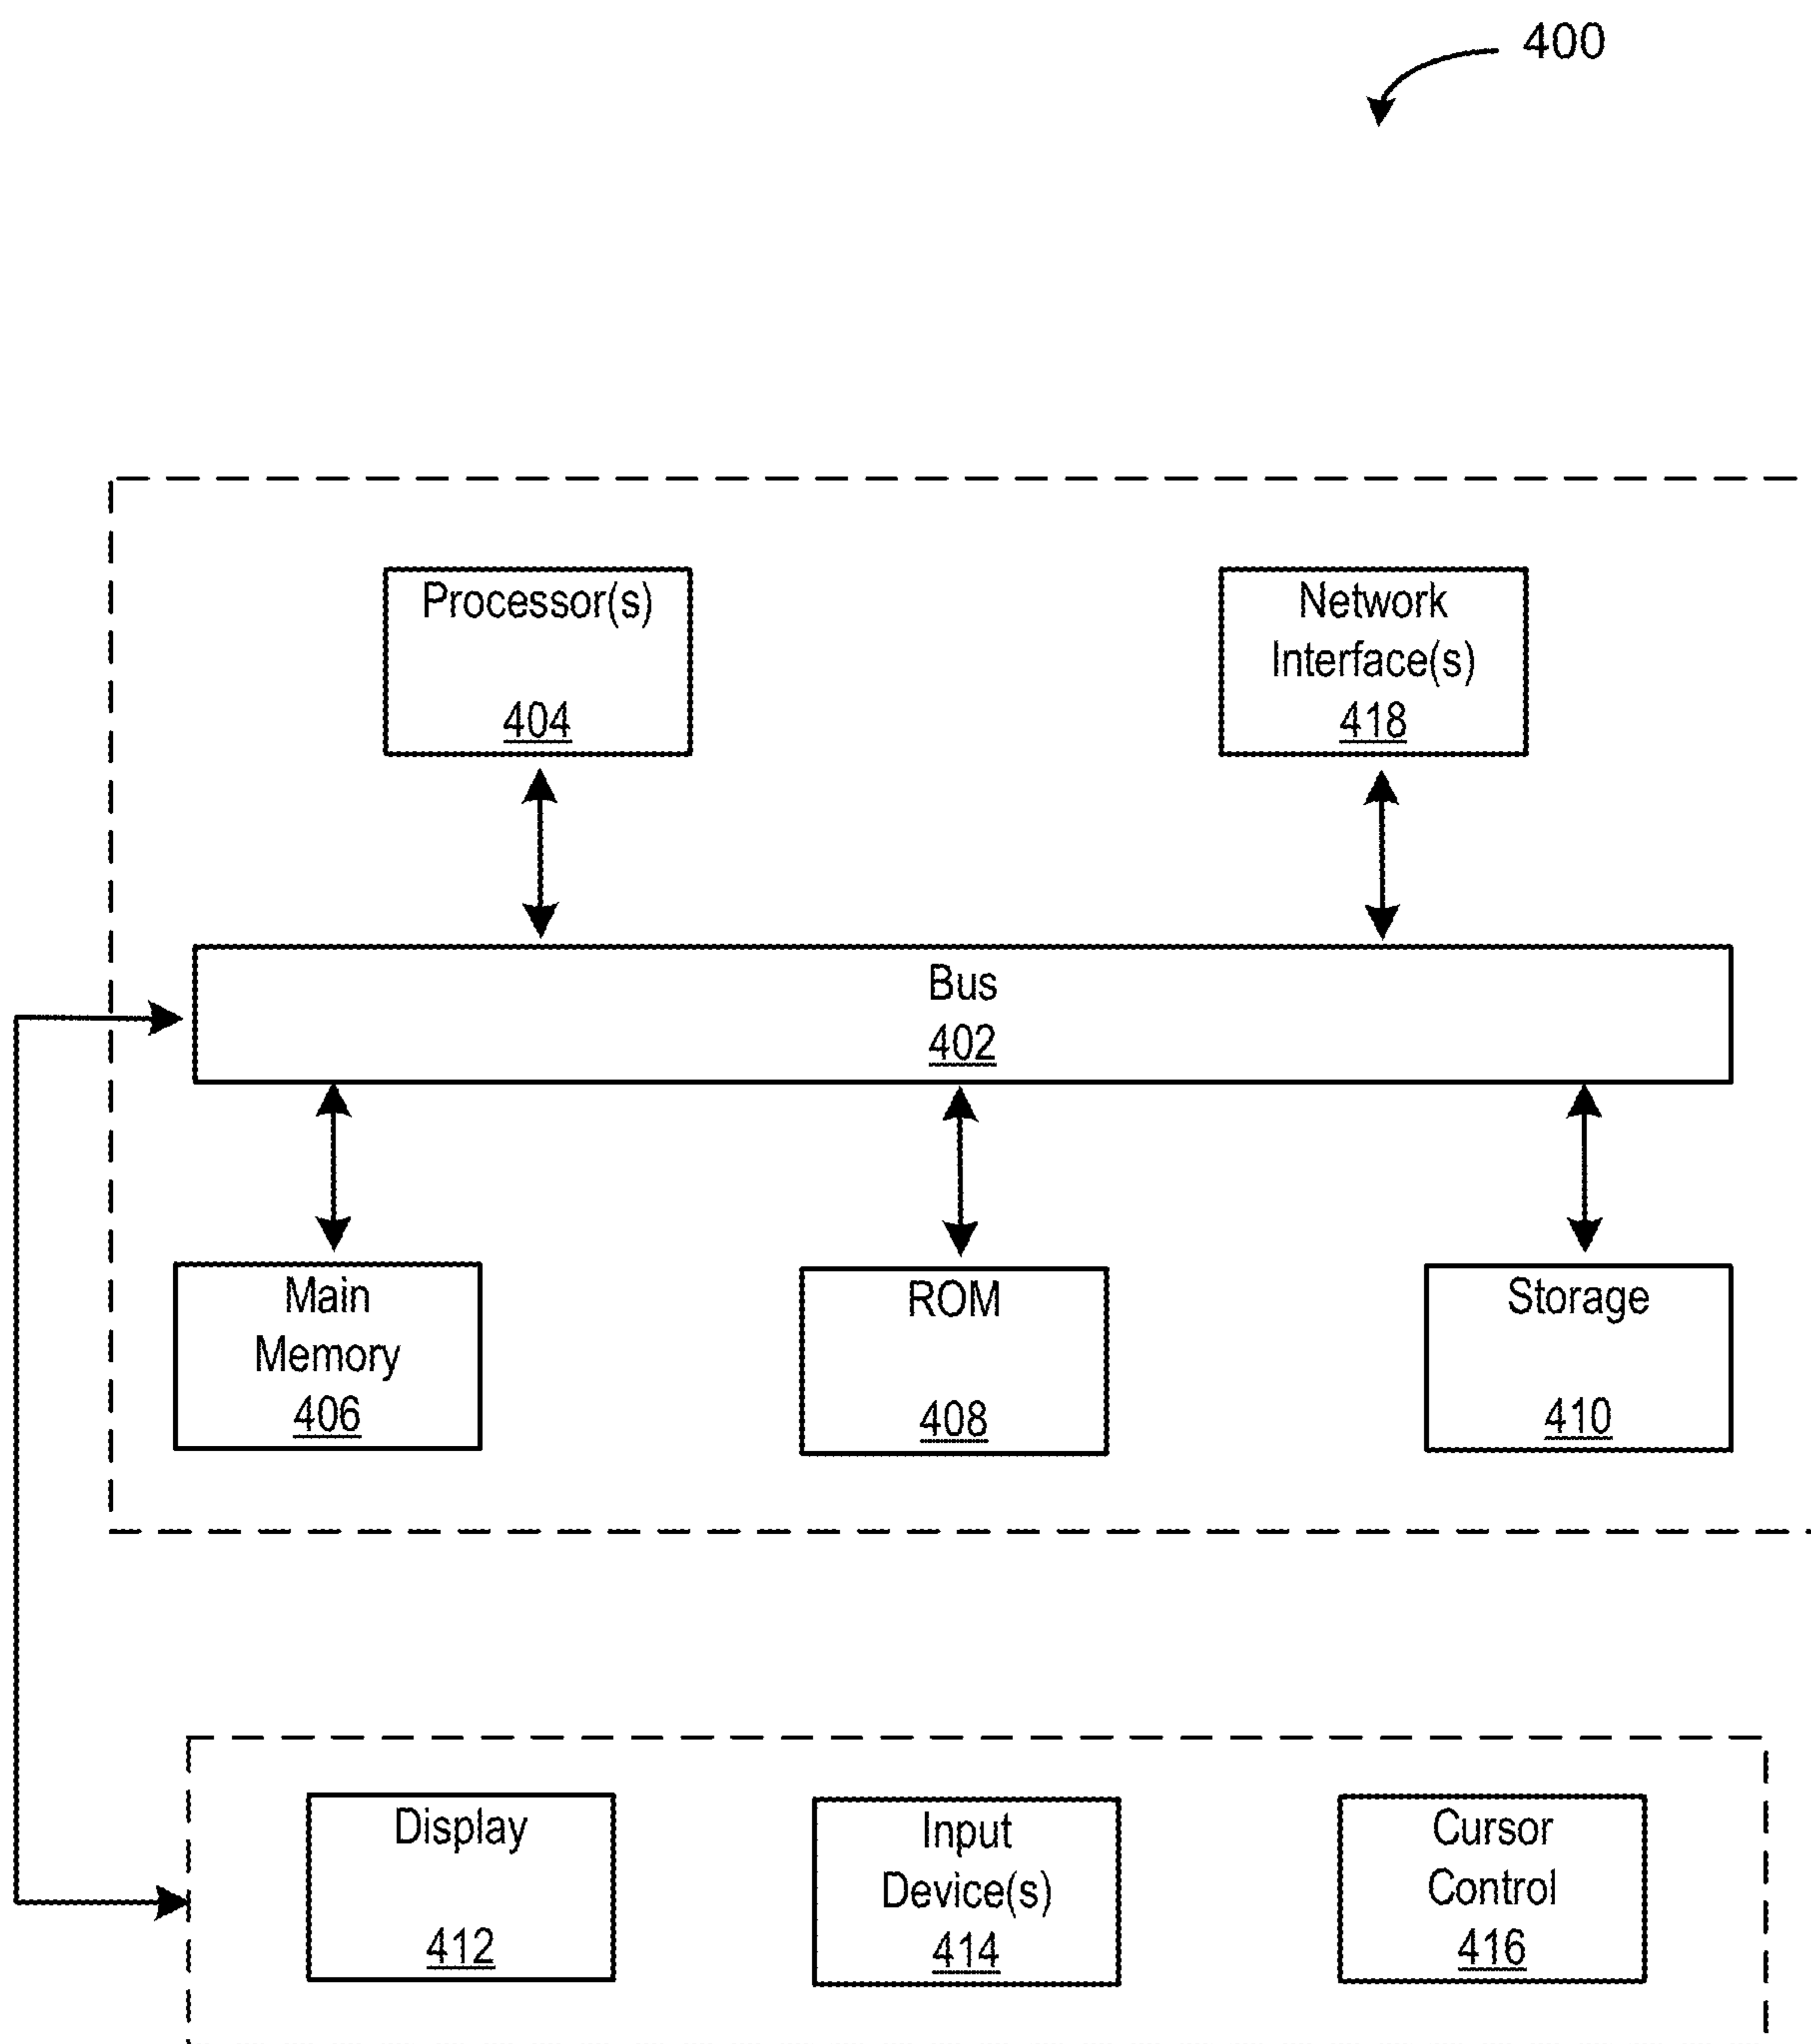 400
Processor(s)
404
Network
Interface(s)
418
Bus
402
Main
Memory
406
ROM
408
Storage
410
Display
412
Input
Device(s)
414
Cursor
Control
416